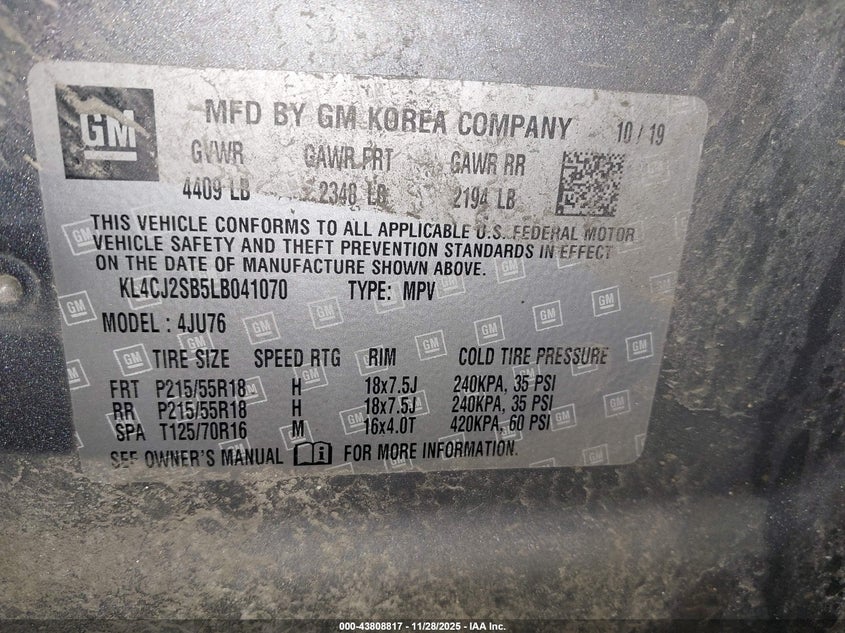 GM
MFD BY GM KOREA COMPANY 10 / 19
GVWR GAWR FRT GAWR RR
4409 LB 2348 LB 2194 LB
THIS VEHICLE CONFORMS TO ALL APPLICABLE U.S. FEDERAL MOTOR
VEHICLE SAFETY AND THEFT PREVENTION STANDARDS IN EFFECT
ON THE DATE OF MANUFACTURE SHOWN ABOVE.
KL4CJ2SB5LB041070 TYPE: MPV
MODEL : 4JU76
TIRE SIZE SPEED RTG RIM COLD TIRE PRESSURE
FRT P215/55R18 H 18x7.5J 240KPA, 35 PSI
RR P215/55R18 H 18x7.5J 240KPA, 35 PSI
SPA T125/70R16 M 16x4.0T 420KPA, 60 PSI
SEE OWNER'S MANUAL FOR MORE INFORMATION.
000-43808817 - 11/28/2025 - IAA Inc.